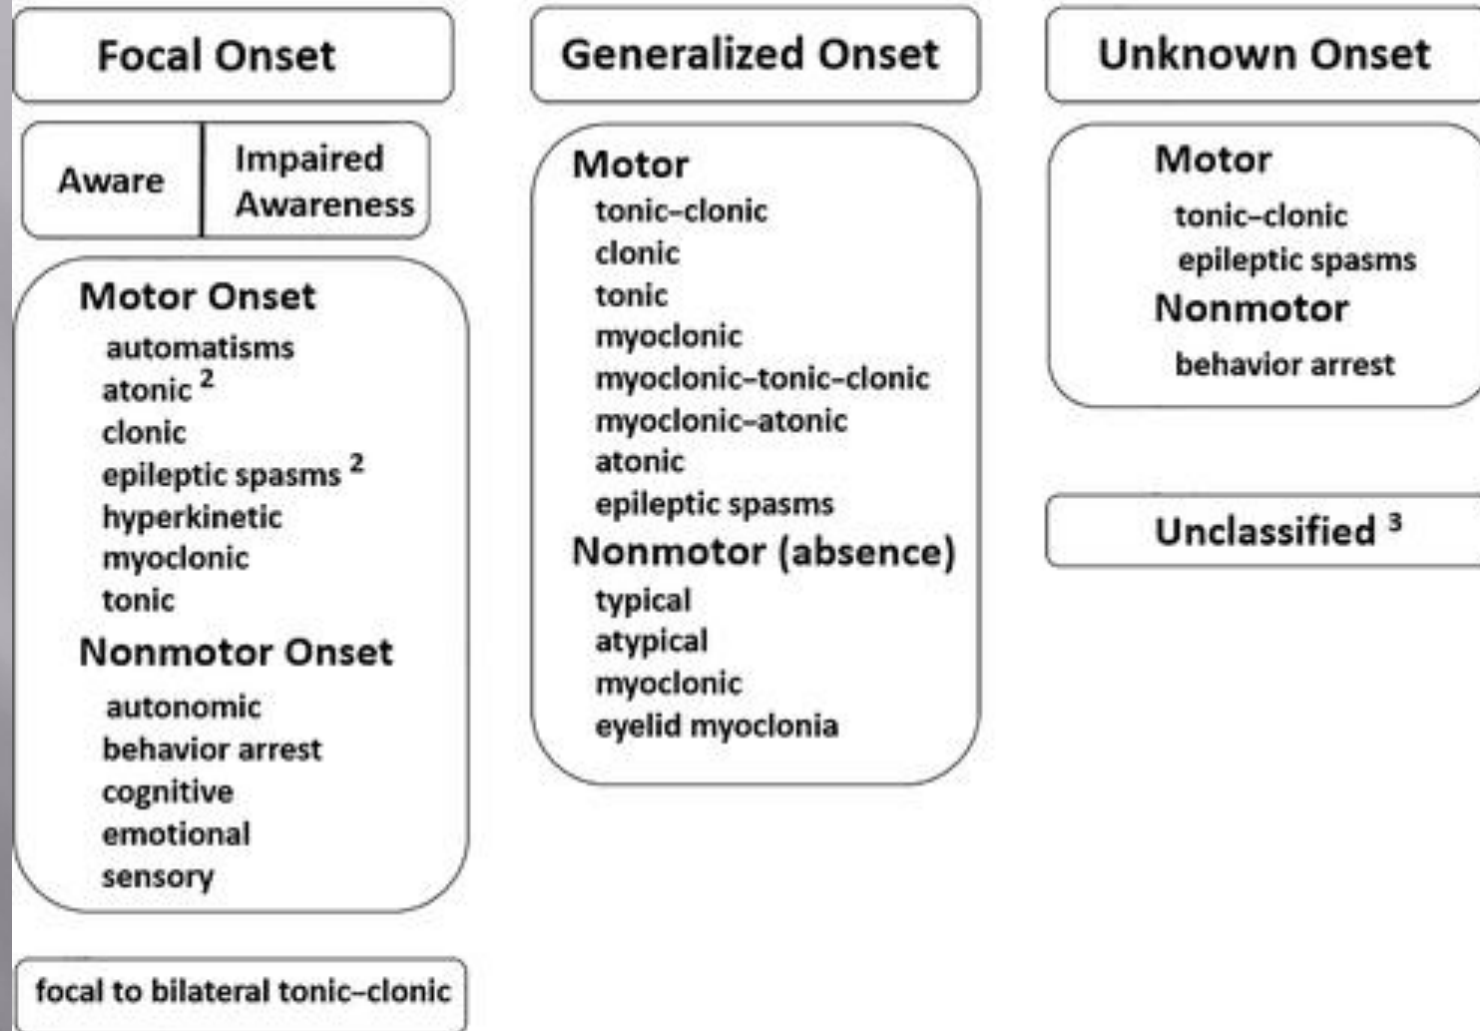 Focal Onset
Aware
Impaired
Awareness
Motor Onset
automatisms
atonic ²
clonic
epileptic spasms ²
hyperkinetic
myoclonic
tonic
Nonmotor Onset
autonomic
behavior arrest
cognitive
emotional
sensory
focal to bilateral tonic–clonic
Generalized Onset
Motor
tonic–clonic
clonic
tonic
myoclonic
myoclonic–tonic–clonic
myoclonic–atonic
atonic
epileptic spasms
Nonmotor (absence)
typical
atypical
myoclonic
eyelid myoclonia
Unknown Onset
Motor
tonic–clonic
epileptic spasms
Nonmotor
behavior arrest
Unclassified ³